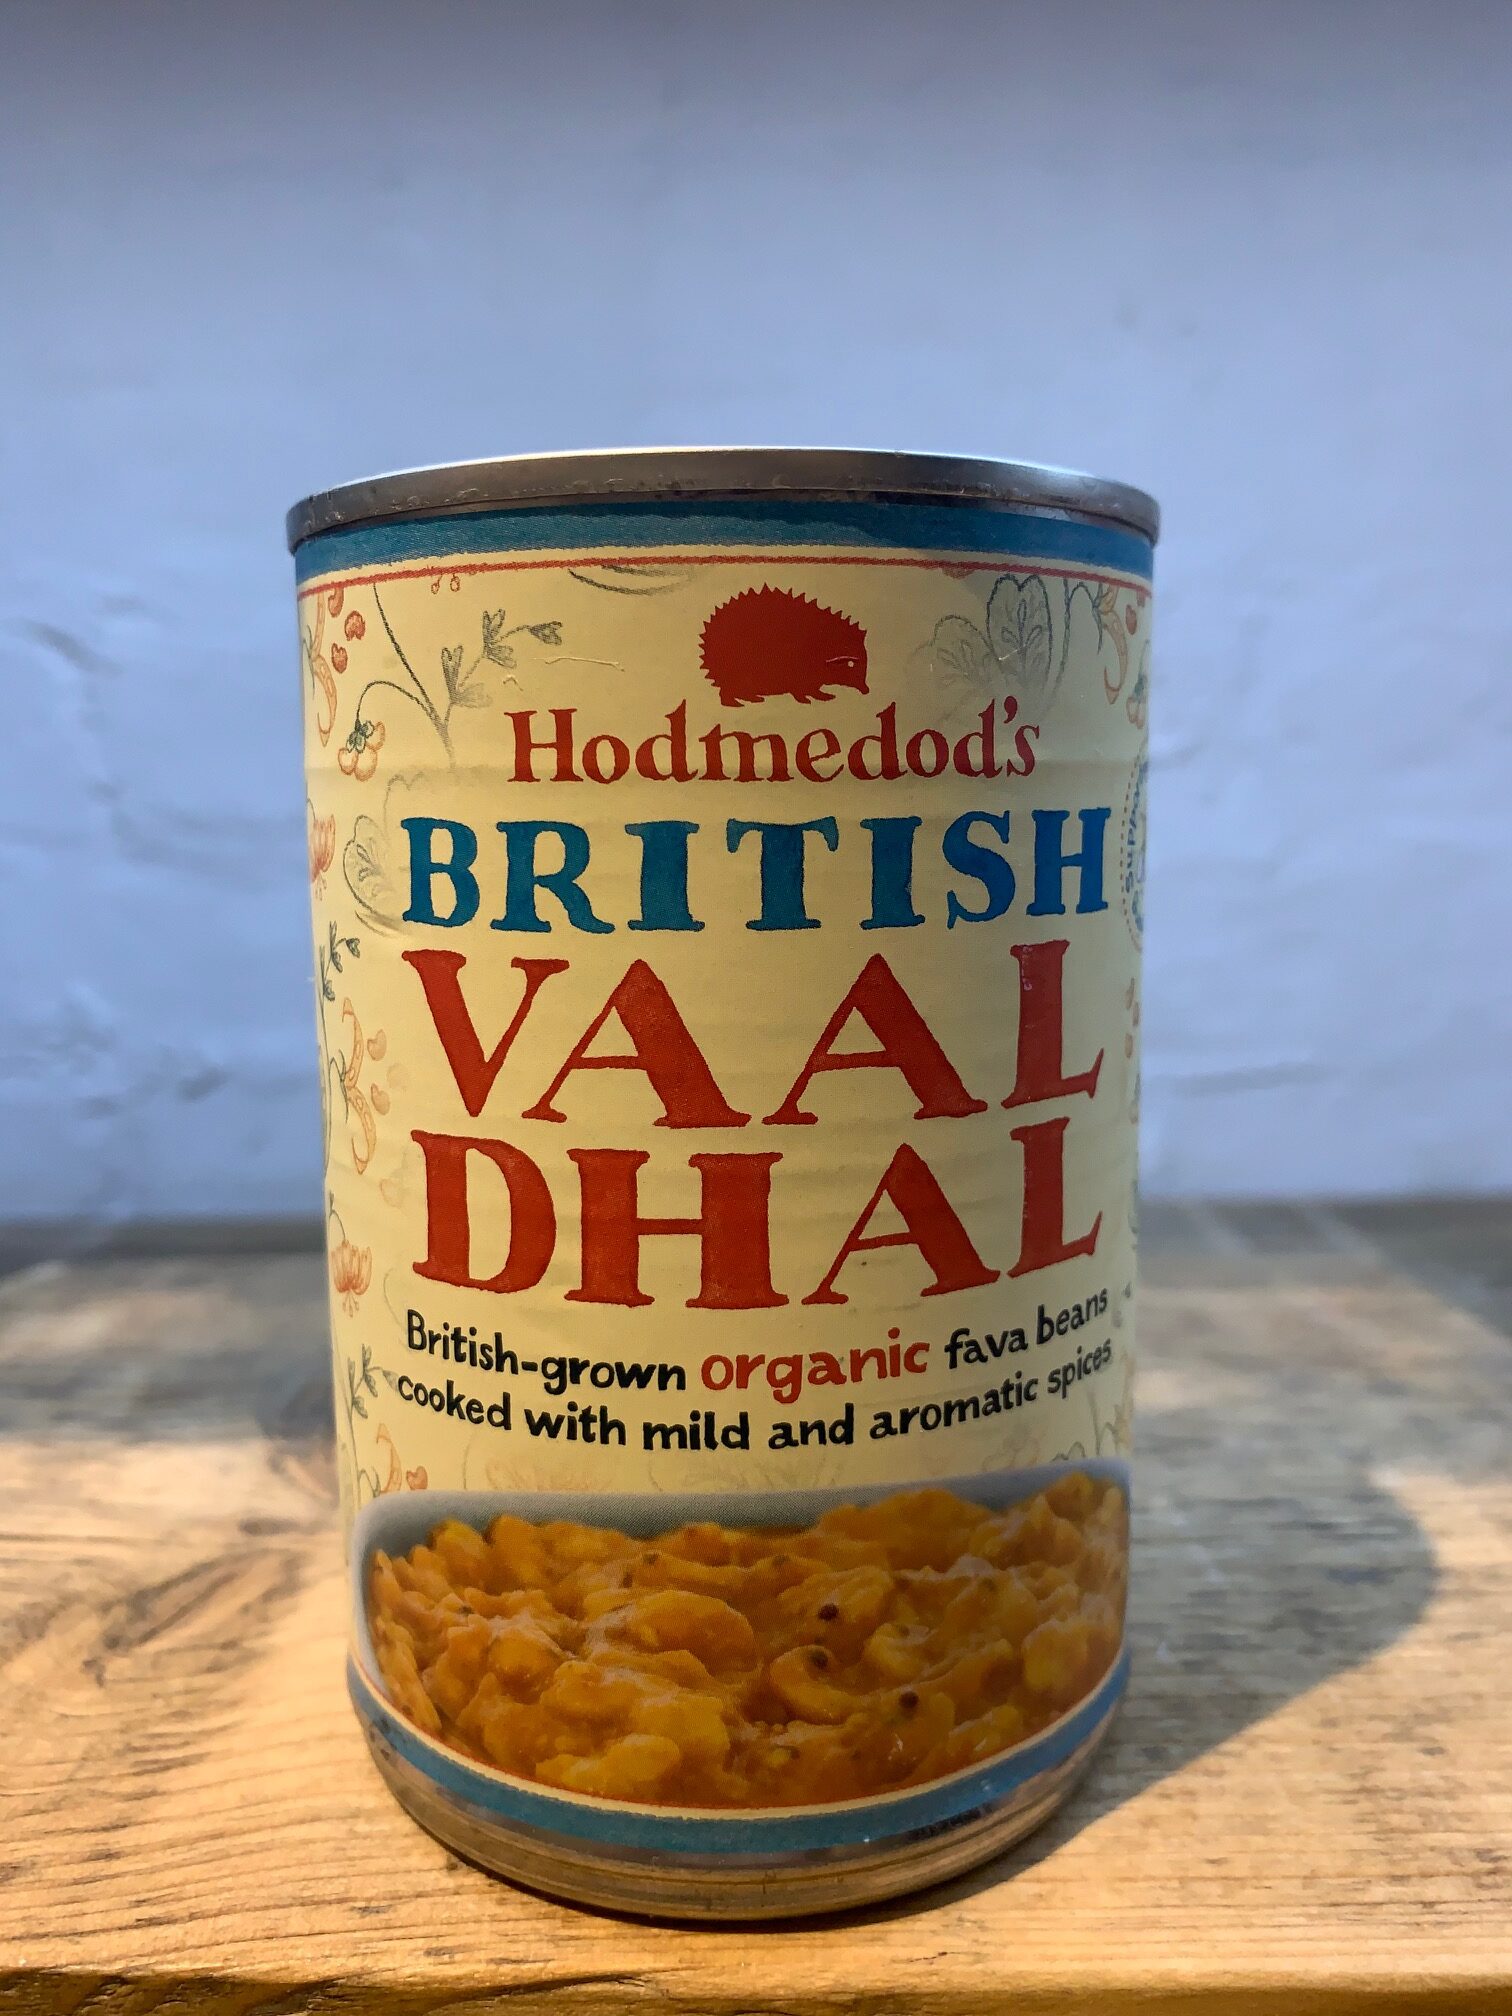 Hodmedod's
BRITISH
VAAL
DHAL
British-grown organic fava beans
cooked with mild and aromatic spices